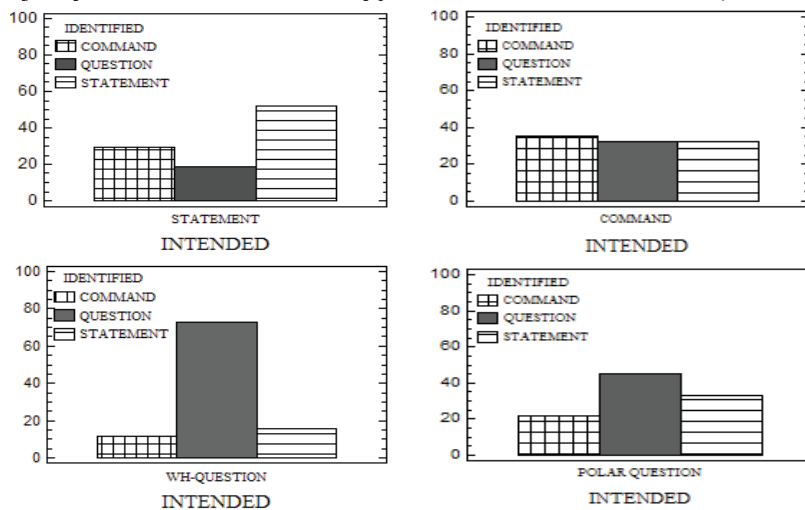 100
80
60
40
20
0
IDENTIFIED
COMMAND
QUESTION
STATEMENT
STATEMENT
INTENDED
100
80
60
40
20
0
IDENTIFIED
COMMAND
QUESTION
STATEMENT
COMMAND
INTENDED
100
80
60
40
20
0
IDENTIFIED
COMMAND
QUESTION
STATEMENT
WH-QUESTION
INTENDED
100
80
60
40
20
0
IDENTIFIED
COMMAND
QUESTION
STATEMENT
POLAR QUESTION
INTENDED